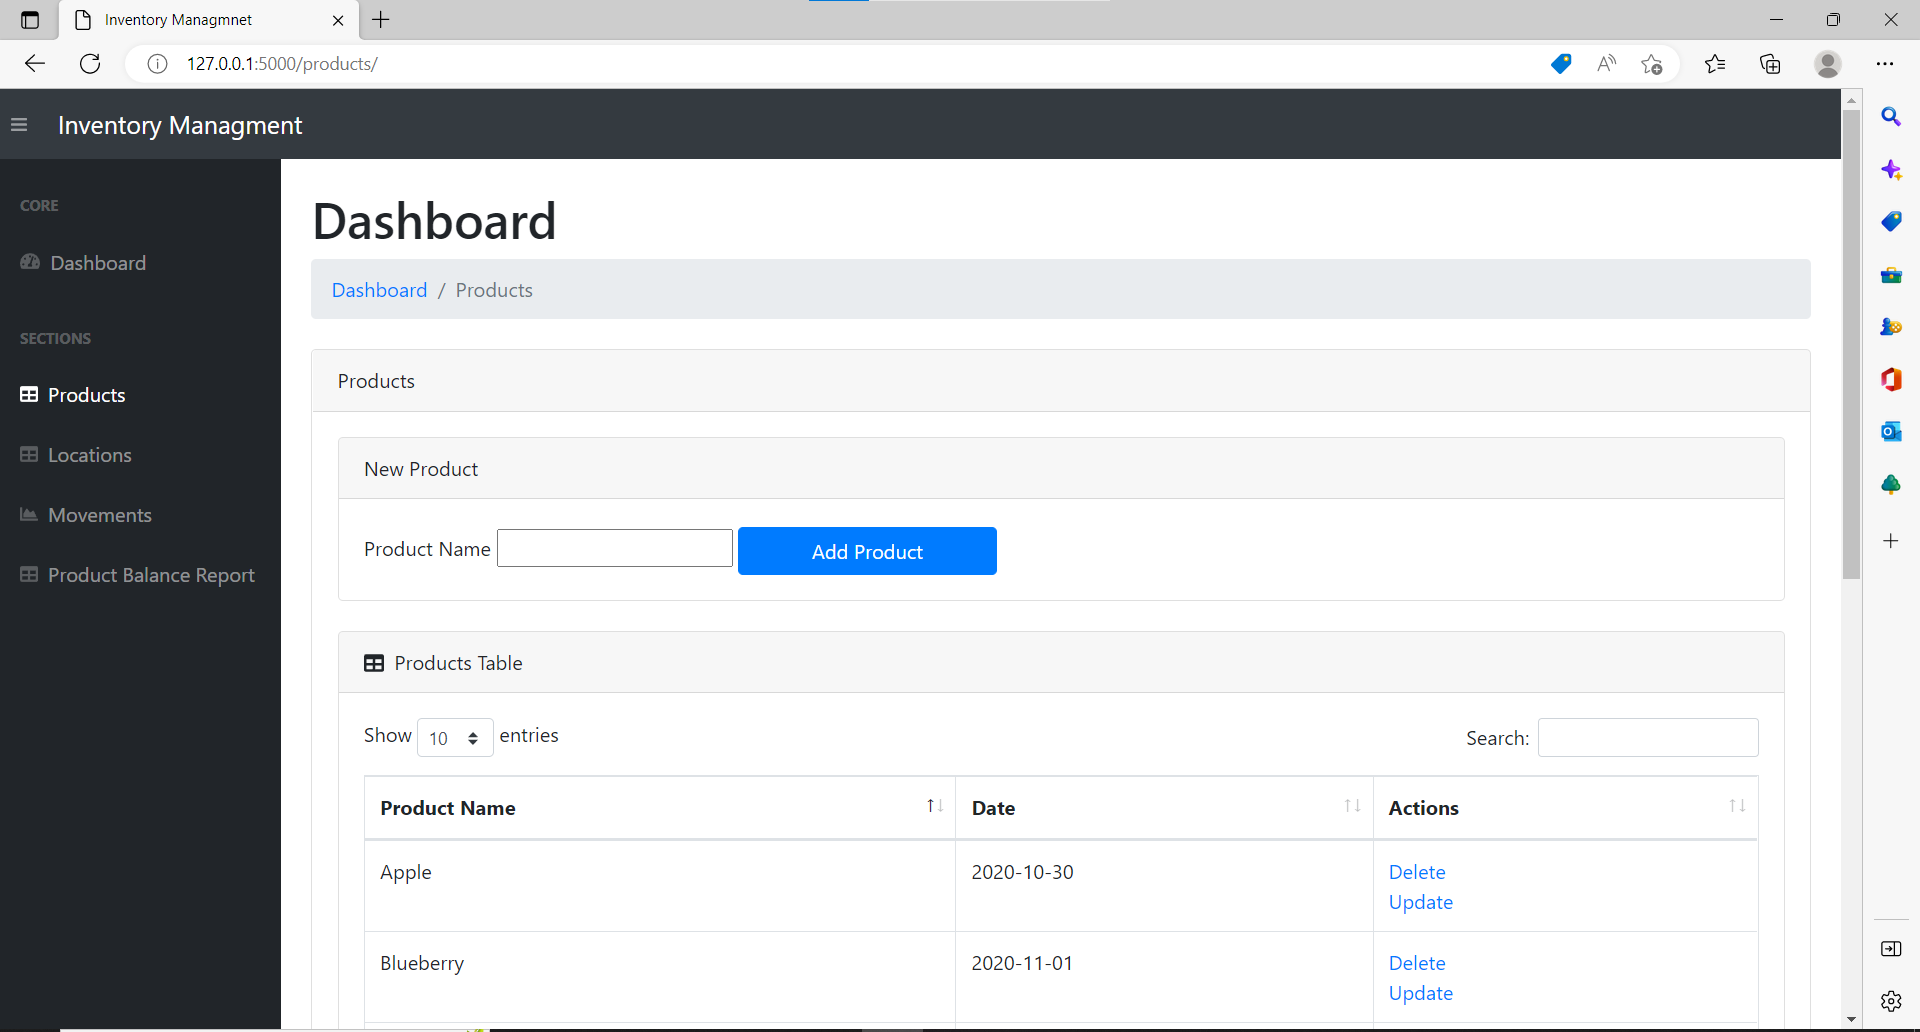 Inventory Managmnet
127.0.0.1:5000/products/
Inventory Managment
CORE
Dashboard
SECTIONS
Products
Locations
Movements
Product Balance Report
Dashboard
Dashboard / Products
Products
New Product
Product Name Add Product
Products Table
Show 10 entries Search:
Product Name Date Actions
Apple 2020-10-30 Delete
Update
Blueberry 2020-11-01 Delete
Update